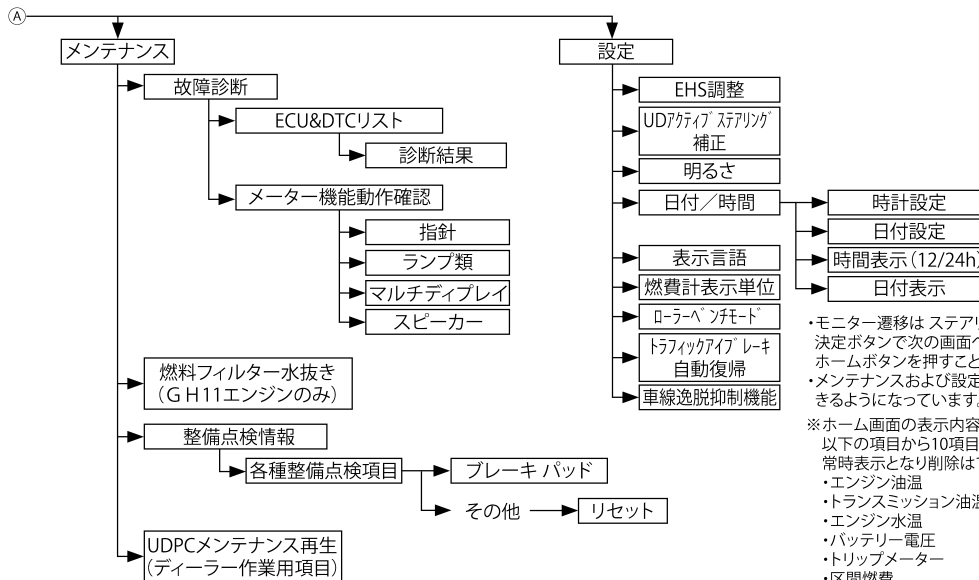 Ⓐ
メンテナンス
故障診断
ECU&DTCリスト
診断結果
メーター機能動作確認
指針
ランプ類
マルチディプレイ
スピーカー
燃料フィルター水抜き
（GH11エンジンのみ）
整備点検情報
各種整備点検項目
ブレーキ パッド
その他
リセット
UDPCメンテナンス再生
（ディーラー作業用項目）
設定
EHS調整
UDｱｸﾃｨﾌﾞｽﾃｱﾘﾝｸﾞ
補正
明るさ
日付／時間
時計設定
日付設定
時間表示（12/24h）
日付表示
表示言語
燃費計表示単位
ﾛｰﾗｰﾍﾞﾝﾁﾓｰﾄﾞ
ﾄﾗﾌｨｯｸｱｲﾌﾞﾚｰｷ
自動復帰
車線逸脱抑制機能
・モニター遷移は ステアリ
決定ボタンで次の画面へ
ホームボタンを押すこと
・メンテナンスおよび設定
きるようになっています。
※ホーム画面の表示内容
以下の項目から10項目
常時表示となり削除は
・エンジン油温
・トランスミッション油温
・エンジン水温
・バッテリー電圧
・トリップメーター
・区間燃費